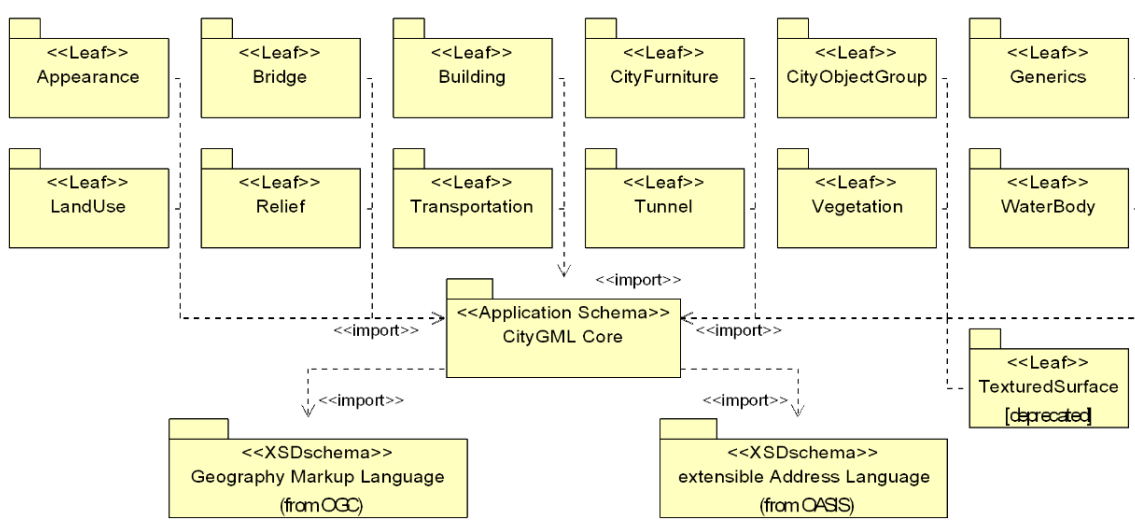 <<Leaf>>
Appearance
<<Leaf>>
Bridge
<<Leaf>>
Building
<<Leaf>>
CityFurniture
<<Leaf>>
CityObjectGroup
<<Leaf>>
Generics
<<Leaf>>
LandUse
<<Leaf>>
Relief
<<Leaf>>
Transportation
<<Leaf>>
Tunnel
<<Leaf>>
Vegetation
<<Leaf>>
WaterBody
<<import>>
<<Application Schema>>
CityGML Core
<<import>>
<<import>>
<<Leaf>>
TexturedSurface
[deprecated]
<<import>>
<<import>>
<<XSDschema>>
Geography Markup Language
(from OGC)
<<XSDschema>>
extensible Address Language
(from OASIS)